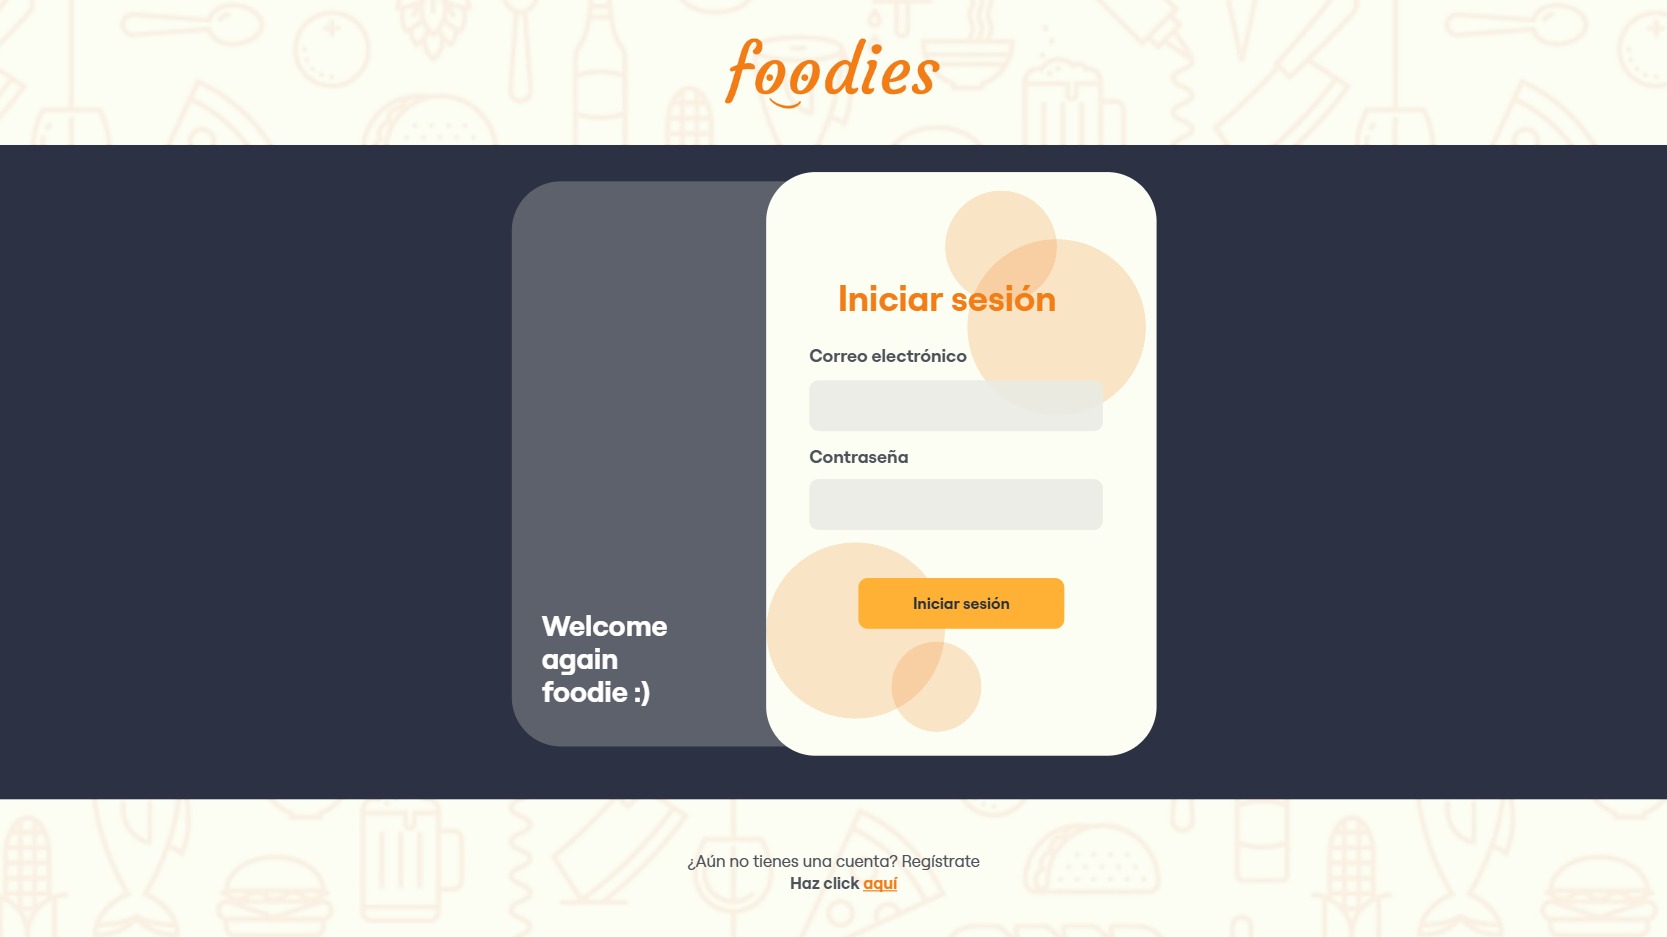 foodies
Iniciar sesión
Correo electrónico
Contraseña
Iniciar sesión
Welcome
again
foodie :)
¿Aún no tienes una cuenta? Regístrate
Haz click aquí